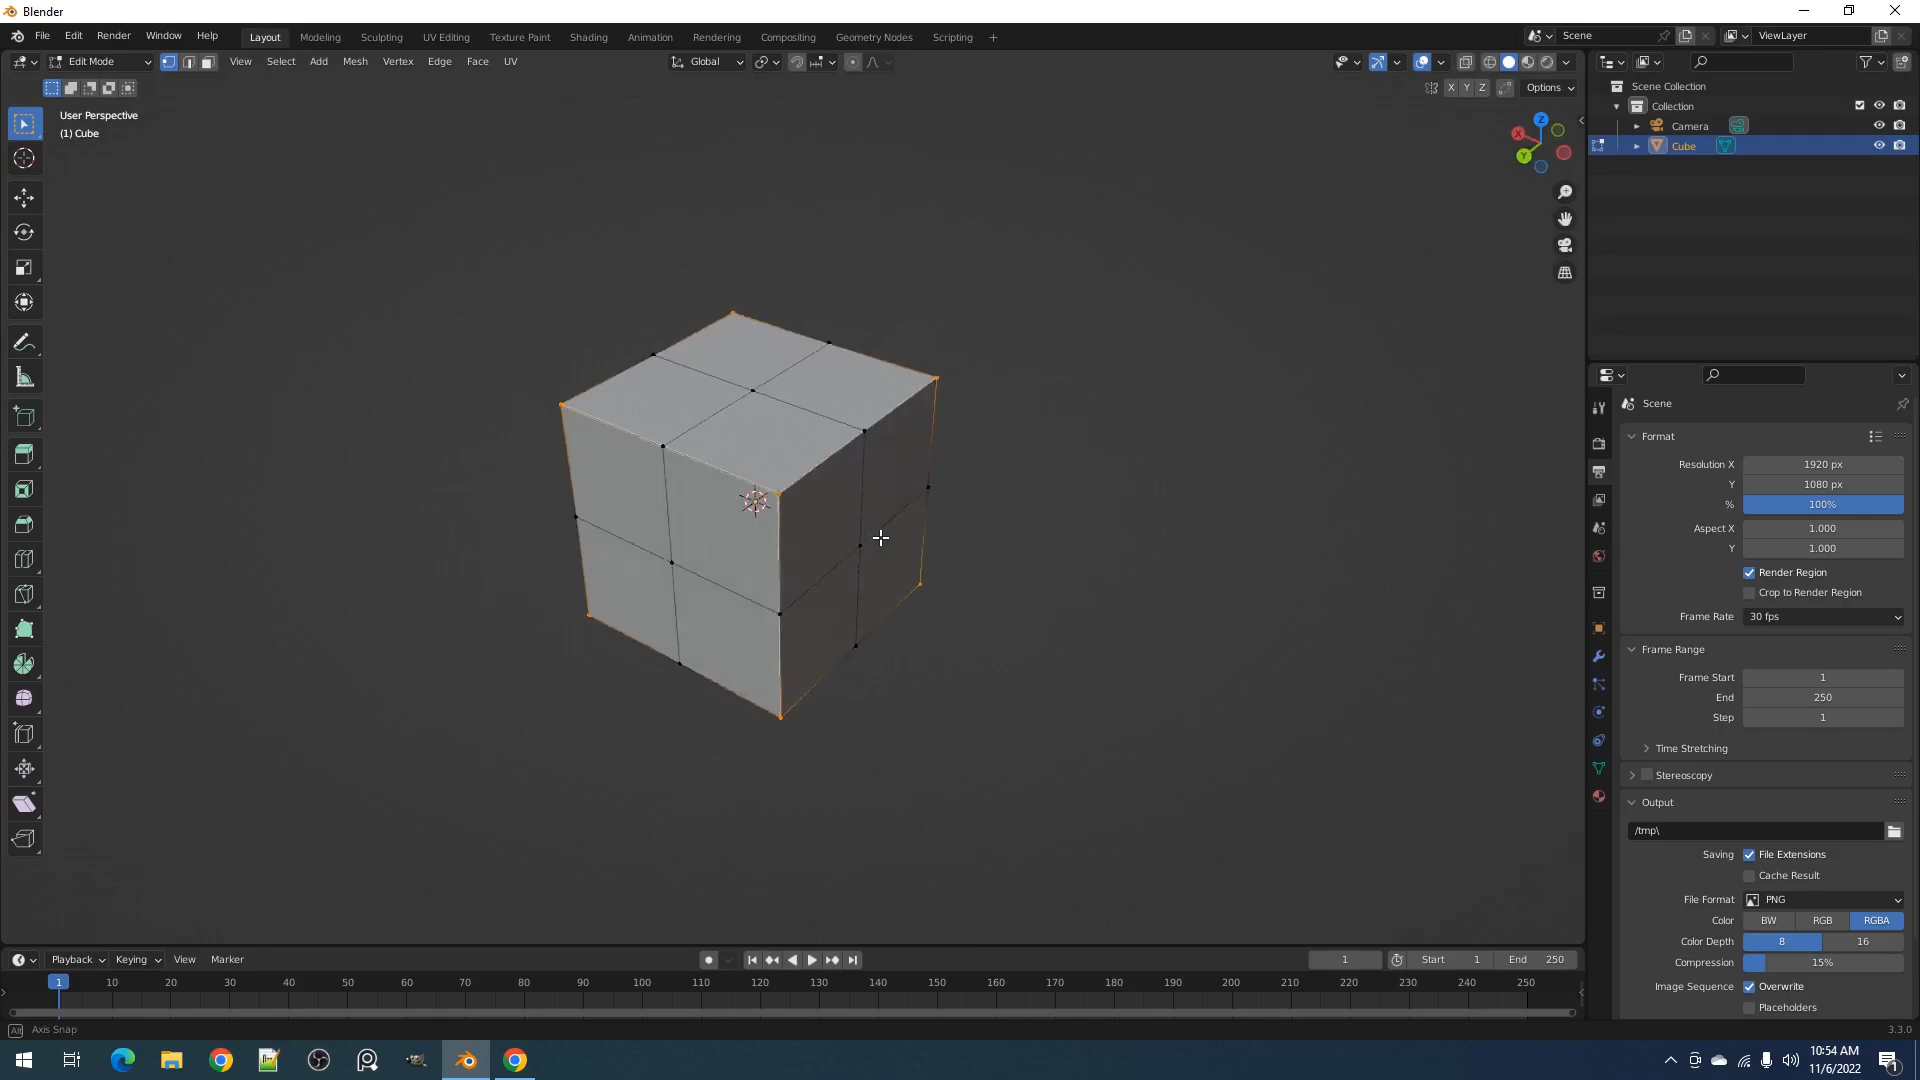 Blender
File Edit Render Window Help Layout Modeling Sculpting UV Editing Texture Paint Shading Animation Rendering Compositing Geometry Nodes Scripting + Scene ViewLayer
Edit Mode View Select Add Mesh Vertex Edge Face UV Global
X Y Z Options
User Perspective
(1) Cube
Z
X
Y
Scene Collection
Collection
Camera
Cube
Scene
Format
Resolution X 1920 px
Y 1080 px
% 100%
Aspect X 1.000
Y 1.000
Render Region
Crop to Render Region
Frame Rate 30 fps
Frame Range
Frame Start 1
End 250
Step 1
Time Stretching
Stereoscopy
Output
/tmp\
Saving File Extensions
Cache Result
File Format PNG
Color BW RGB RGBA
Color Depth 8 16
Compression 15%
Image Sequence Overwrite
Placeholders
Playback Keying View Marker 1 Start 1 End 250
1 10 20 30 40 50 60 70 80 90 100 110 120 130 140 150 160 170 180 190 200 210 220 230 240 250
Alt Axis Snap 3.3.0
10:54 AM
11/6/2022
1